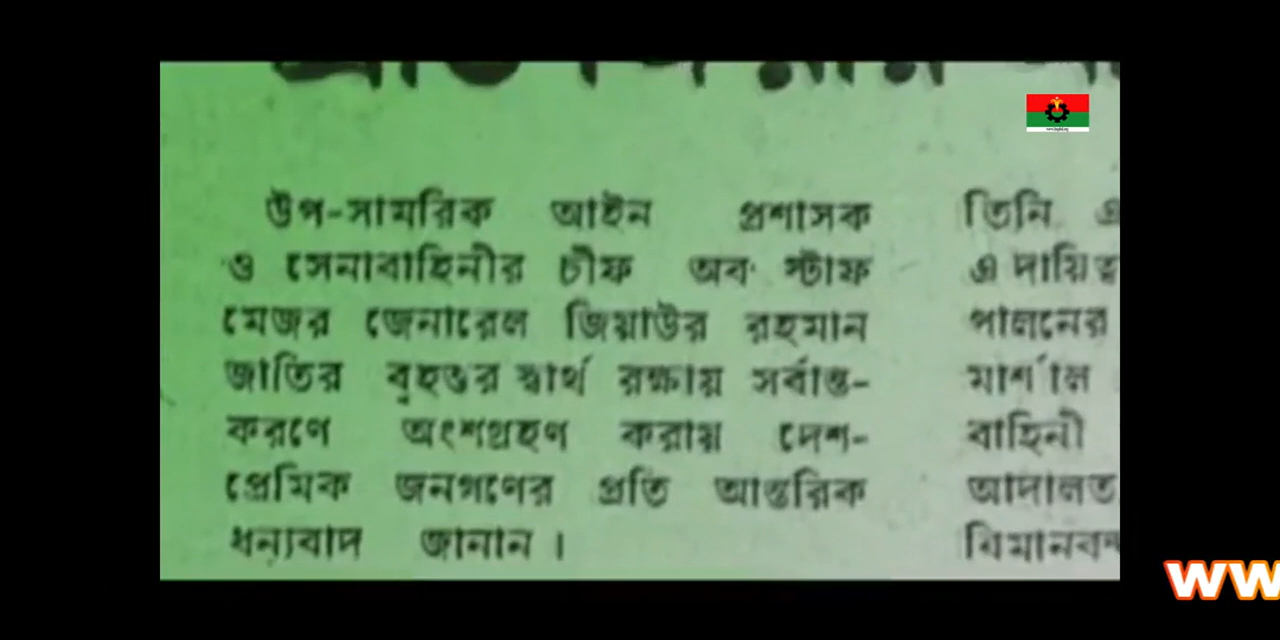 উপ-সামরিক আইন প্রশাসক
ও সেনাবাহিনীর চীফ অব স্টাফ
মেজর জেনারেল জিয়াউর রহমান
জাতির বৃহত্তর স্বার্থ রক্ষায় সর্বান্ত-
করণে অংশগ্রহণ করায় দেশ-
প্রেমিক জনগণের প্রতি আন্তরিক
ধন্যবাদ জানান।
তিনি এ
এ দায়িত্ব
পালনের
মার্শাল
বাহিনী
আদালত
বিমানবন্দ